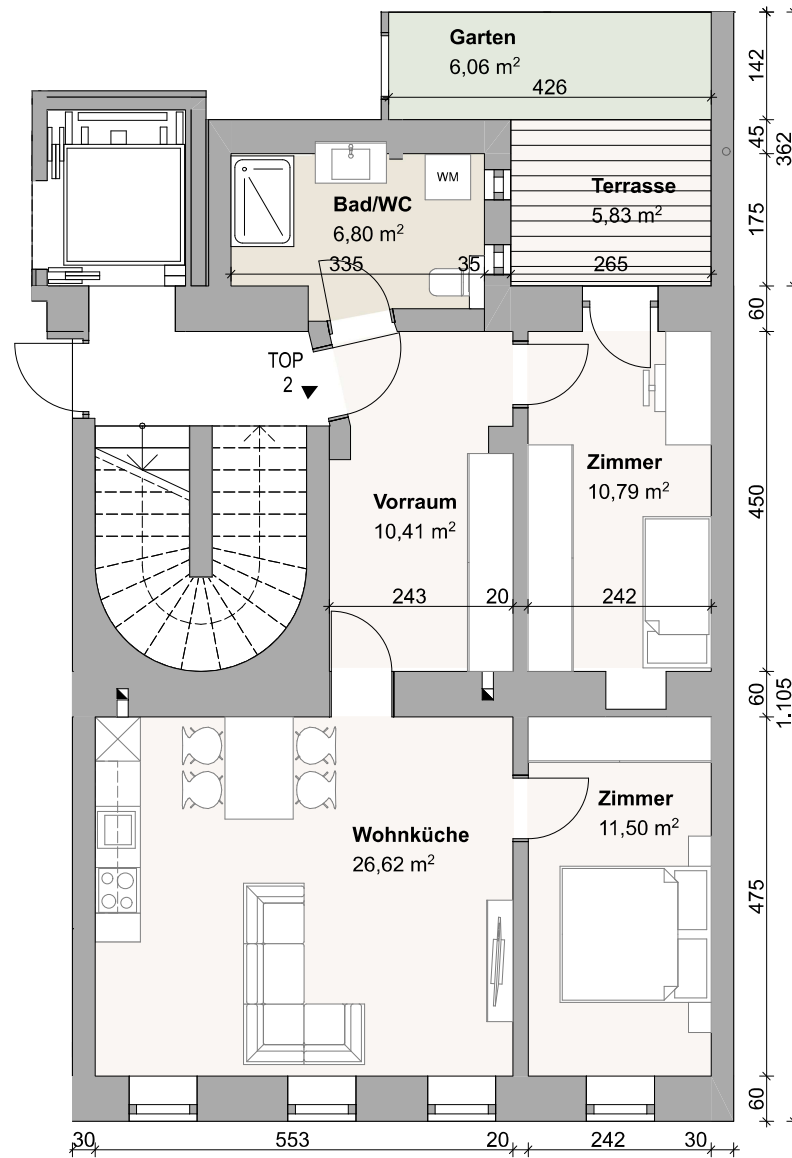 Garten
6,06 m²
426
142
45
362
Terrasse
5,83 m²
WM
Bad/WC
6,80 m²
175
335
35
265
60
TOP
2
Zimmer
10,79 m²
450
Vorraum
10,41 m²
243
20
242
60
1.105
Zimmer
11,50 m²
Wohnküche
26,62 m²
475
60
30
553
20
242
30